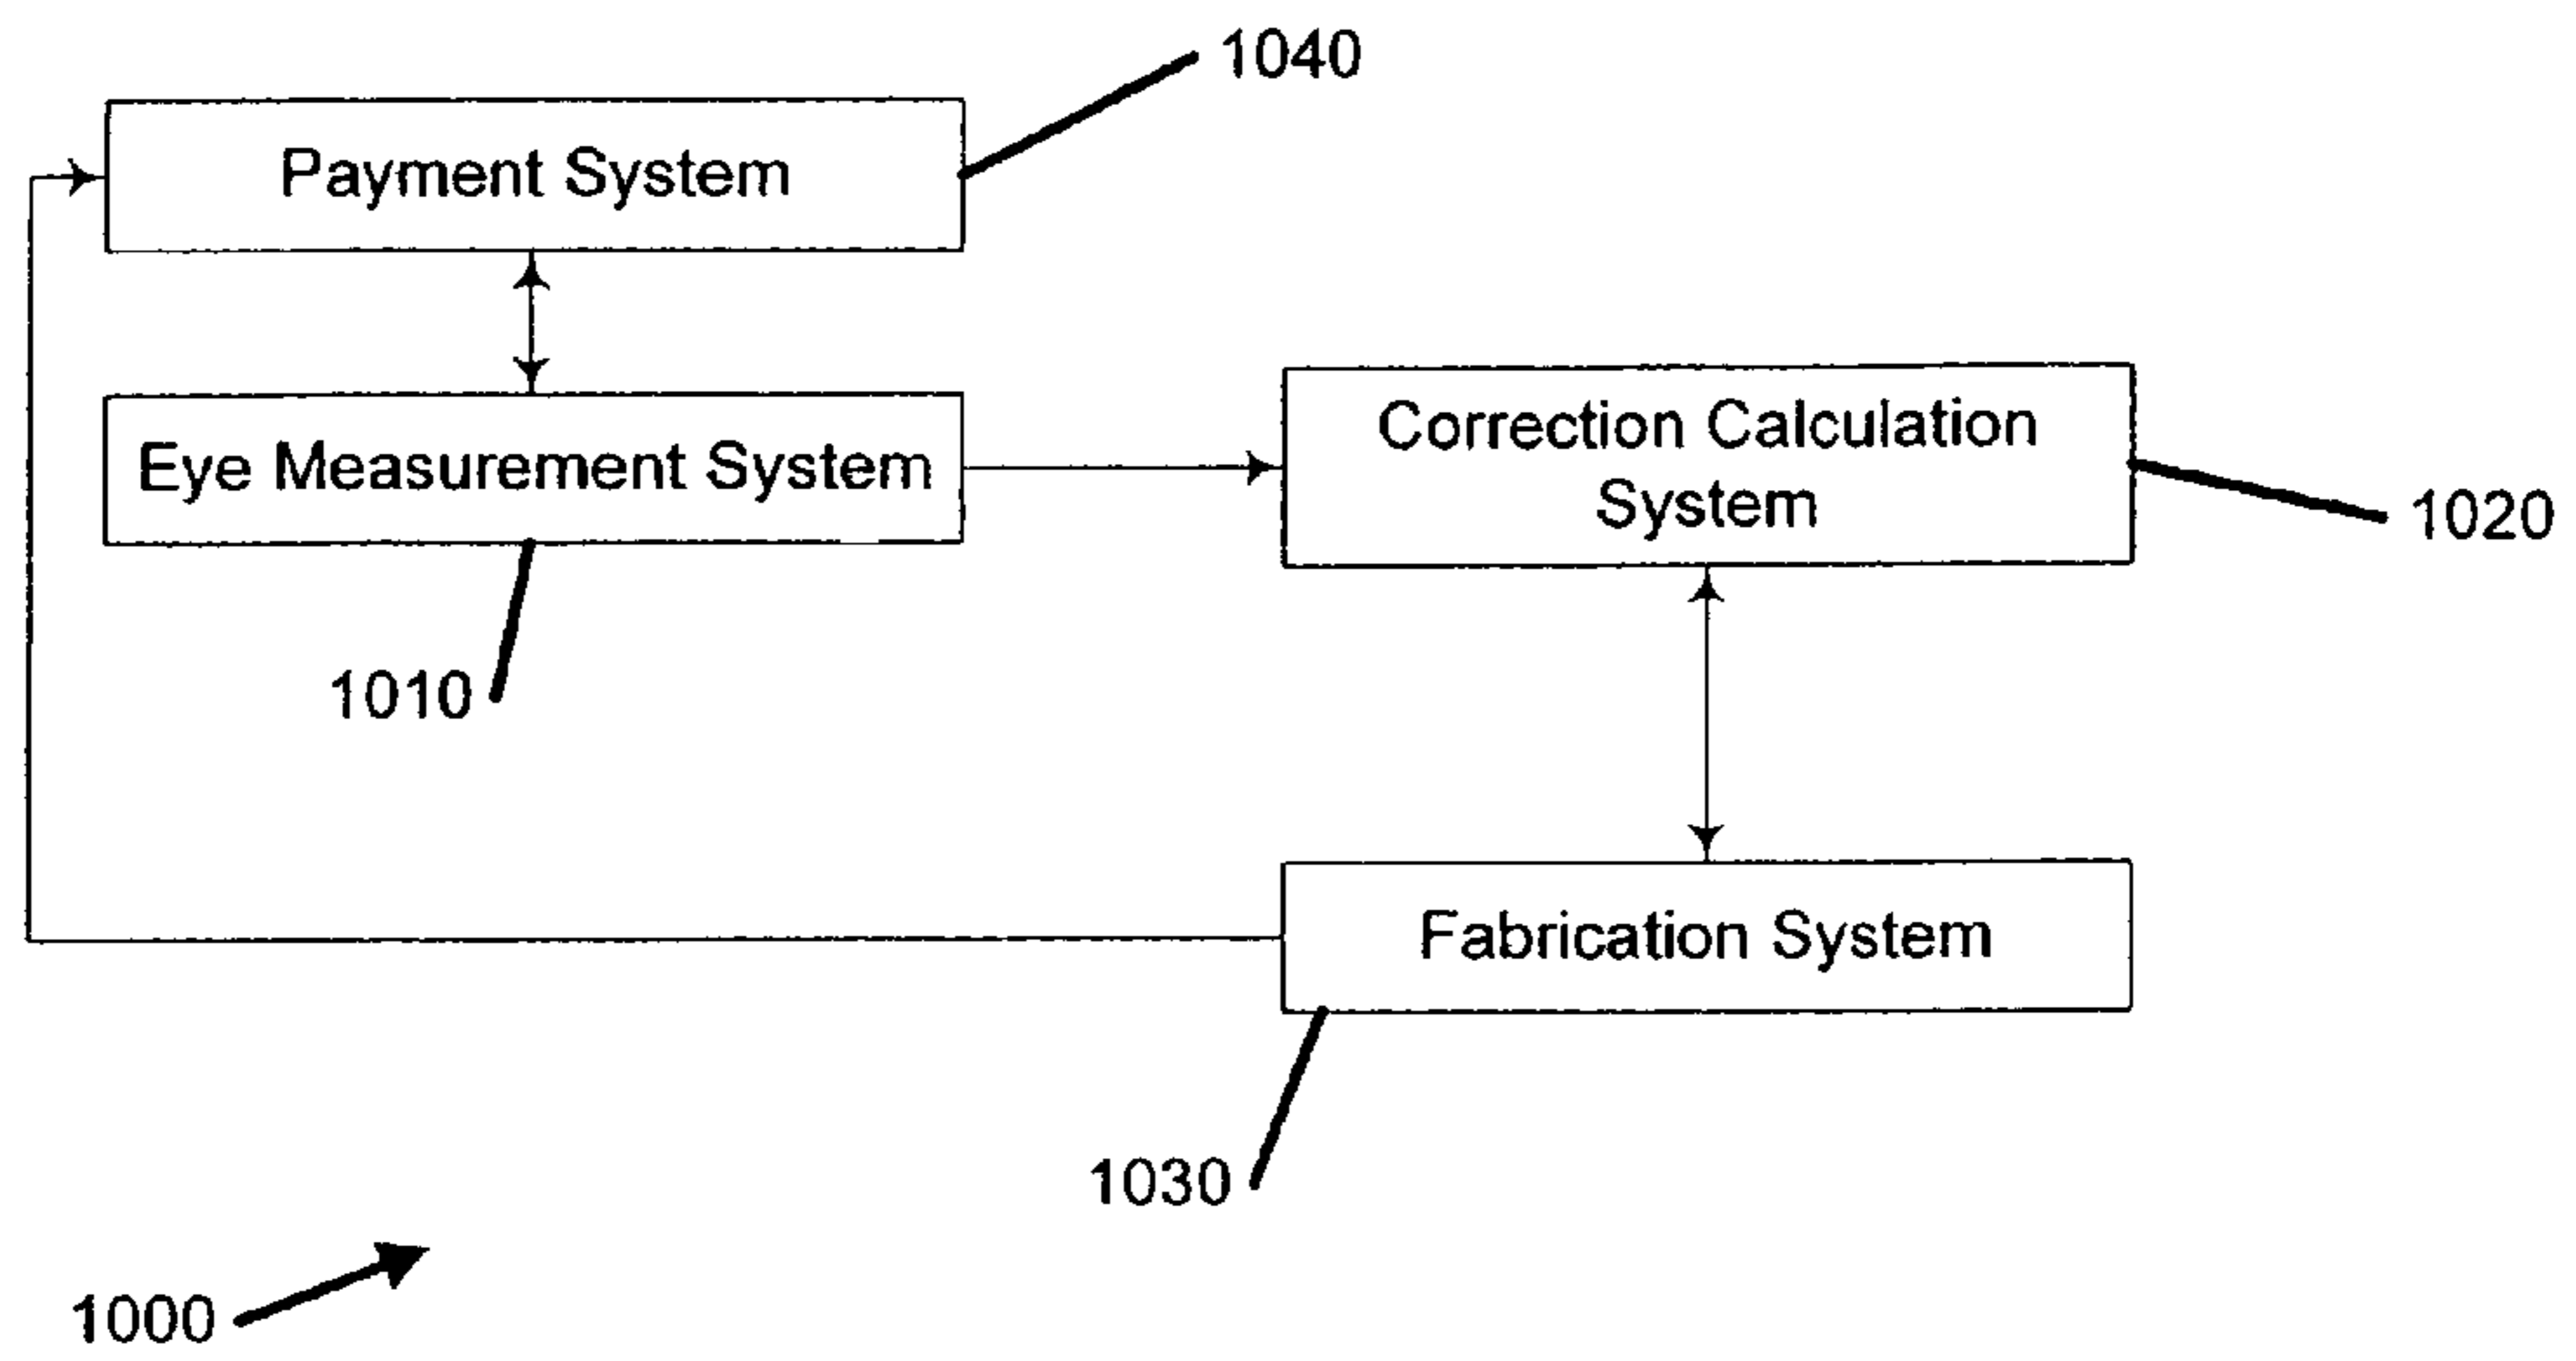 1040
Payment System
Eye Measurement System
Correction Calculation
System
1020
1010
Fabrication System
1030
1000